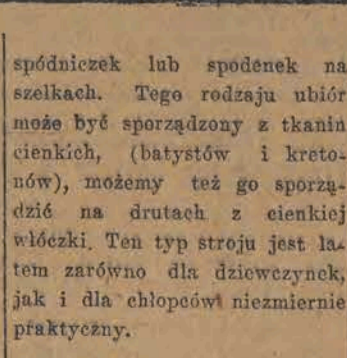 spódniczek lub spodenek na
szelkach. Tego rodzaju ubiór
może być sporządzony z tkanin
cienkich, (batystów i kreto-
nów), możemy też go sporzą-
dzić na drutach z cienkiej
włóczki. Ten typ stroju jest la-
tem zarówno dla dziewczynek,
jak i dla chłopców niezmiernie
praktyczny.